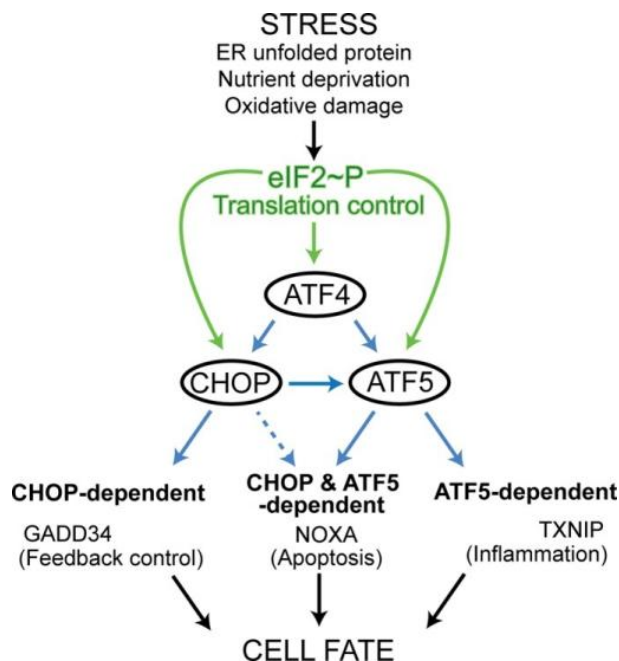 STRESS
ER unfolded protein
Nutrient deprivation
Oxidative damage
eIF2~P
Translation control
ATF4
CHOP
ATF5
CHOP-dependent
CHOP & ATF5
-dependent
ATF5-dependent
GADD34
(Feedback control)
NOXA
(Apoptosis)
TXNIP
(Inflammation)
CELL FATE